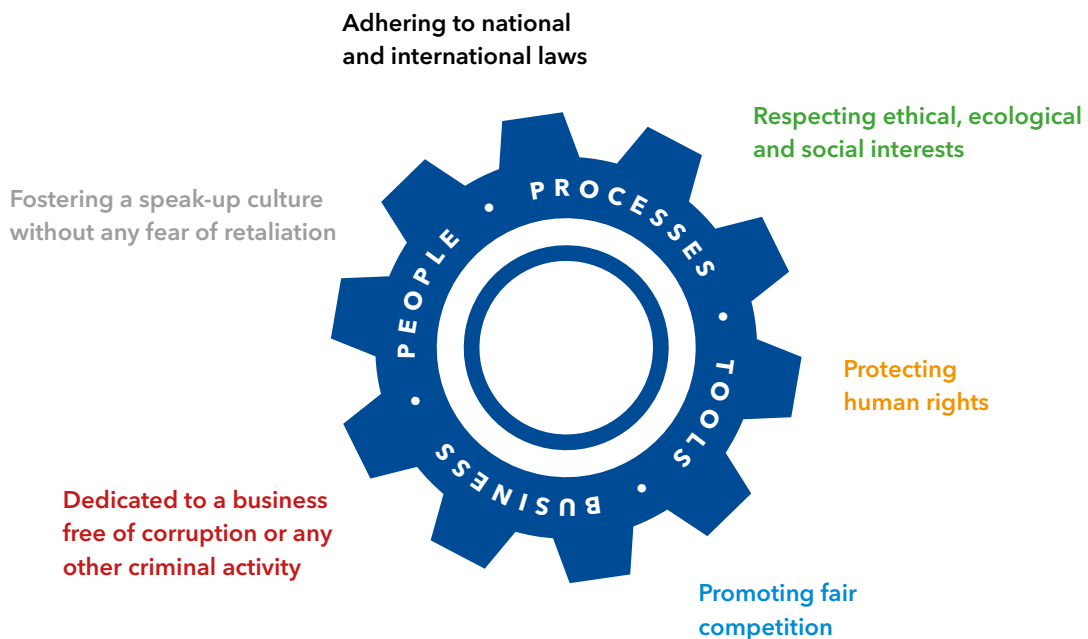 Adhering to national
and international laws
Respecting ethical, ecological
and social interests
Fostering a speak-up culture
without any fear of retaliation
PEOPLE • PROCESSES • TOOLS • BUSINESS •
Protecting
human rights
Dedicated to a business
free of corruption or any
other criminal activity
Promoting fair
competition